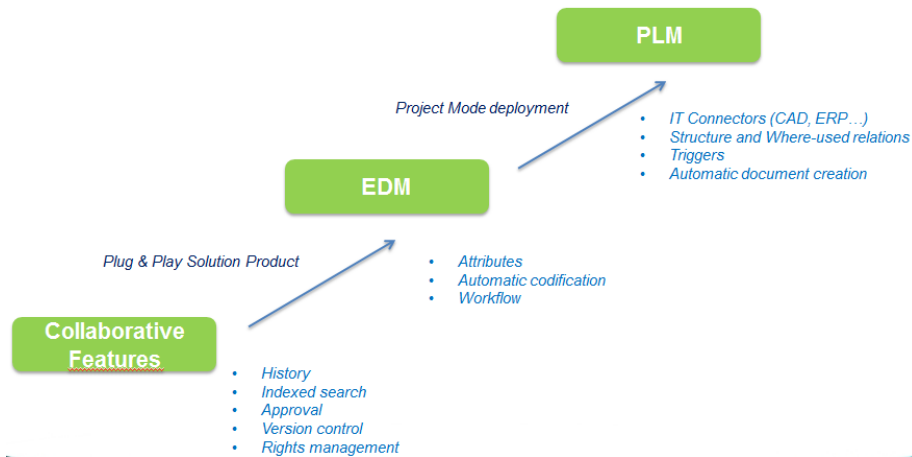 PLM
Project Mode deployment
• IT Connectors (CAD, ERP…)
• Structure and Where-used relations
• Triggers
• Automatic document creation
EDM
Plug & Play Solution Product
• Attributes
• Automatic codification
• Workflow
Collaborative
Features
• History
• Indexed search
• Approval
• Version control
• Rights management